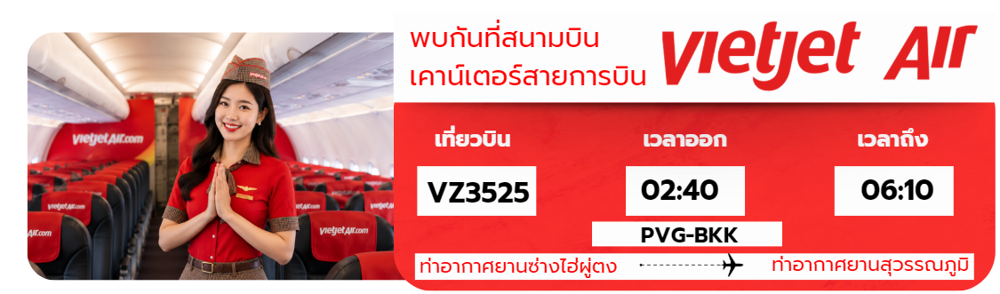 พบกันที่สนามบิน
เคาน์เตอร์สายการบิน
vietjet Air
เที่ยวบิน เวลาออก เวลาถึง
VZ3525 02:40 06:10
PVG-BKK
ท่าอากาศยานซ่างไฮ่ผู่ตง ท่าอากาศยานสุวรรณภูมิ
vietjetAir.com
vietjetAir.com
vietjetAir.com